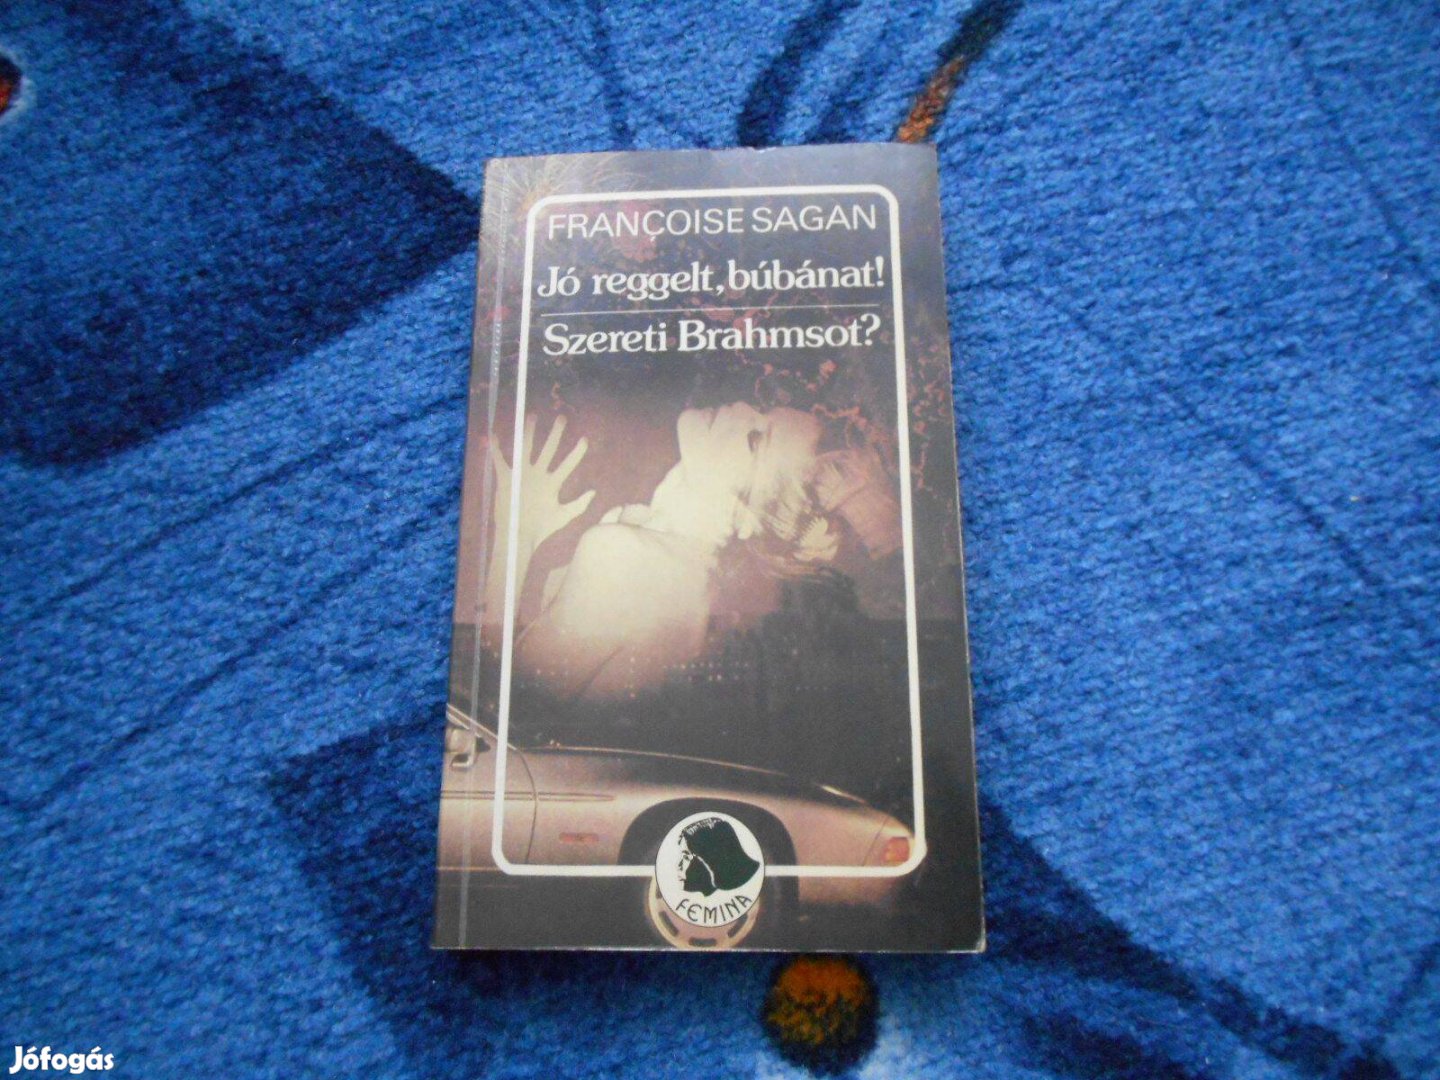 FRANÇOISE SAGAN
Jó reggelt, búbánat!
Szereti Brahmsot?
FEMINA
Jófogás